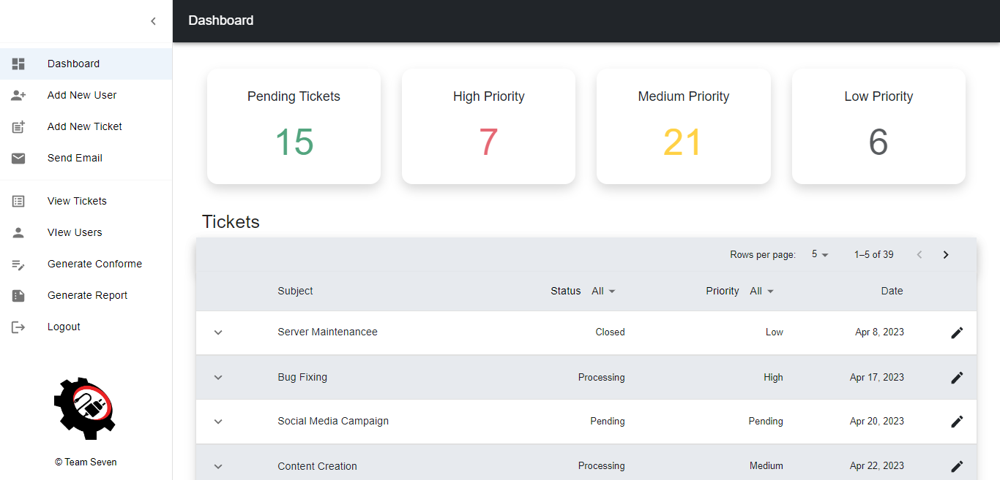 Dashboard
Dashboard
Add New User
Add New Ticket
Send Email
View Tickets
VIew Users
Generate Conforme
Generate Report
Logout
© Team Seven
Pending Tickets
15
High Priority
7
Medium Priority
21
Low Priority
6
Tickets
Rows per page: 5 1–5 of 39
Subject Status All Priority All Date
Server Maintenancee Closed Low Apr 8, 2023
Bug Fixing Processing High Apr 17, 2023
Social Media Campaign Pending Pending Apr 20, 2023
Content Creation Processing Medium Apr 22, 2023